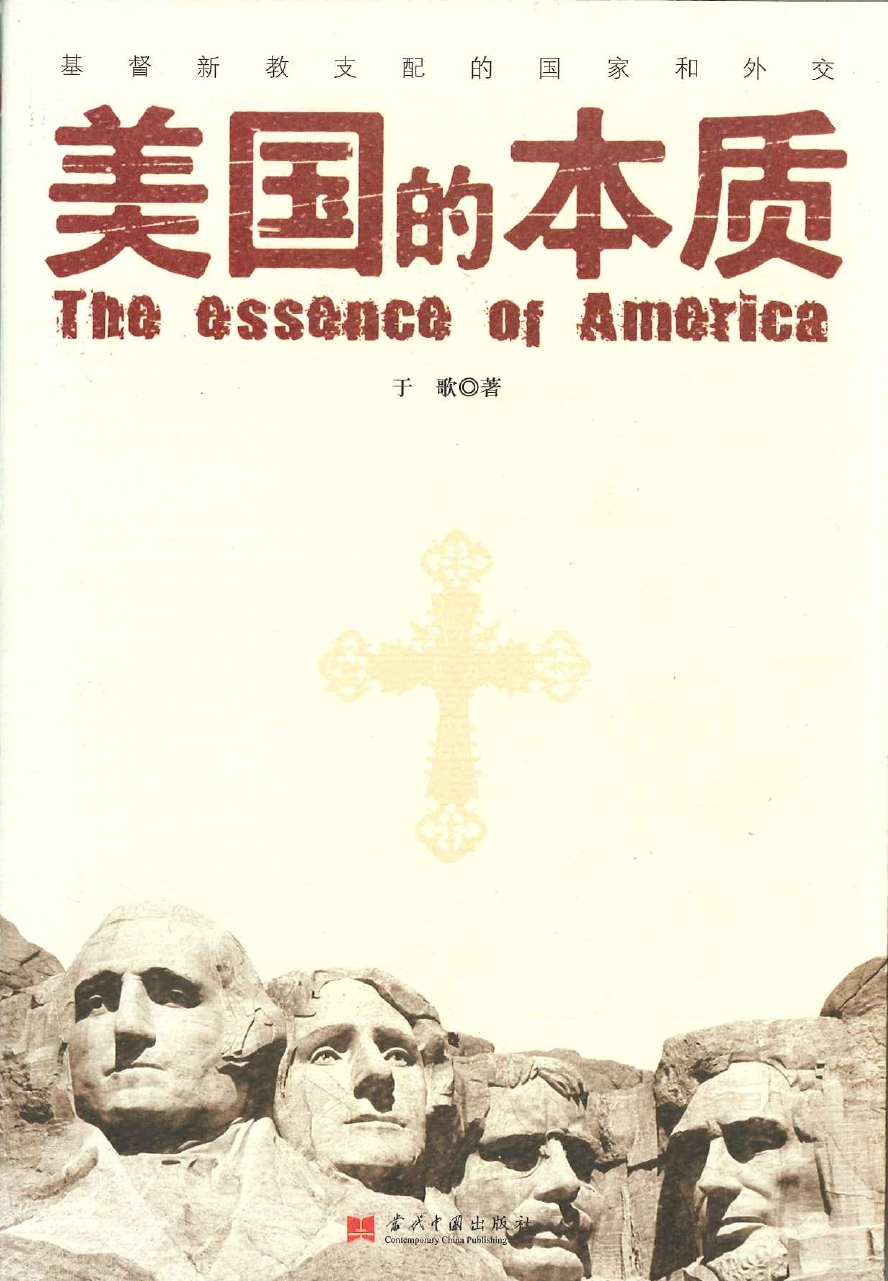 基督新教支配的国家和外交
美国的本质
The essence of America
于 歌◎著
当代中国出版社
Contemporary China Publishing